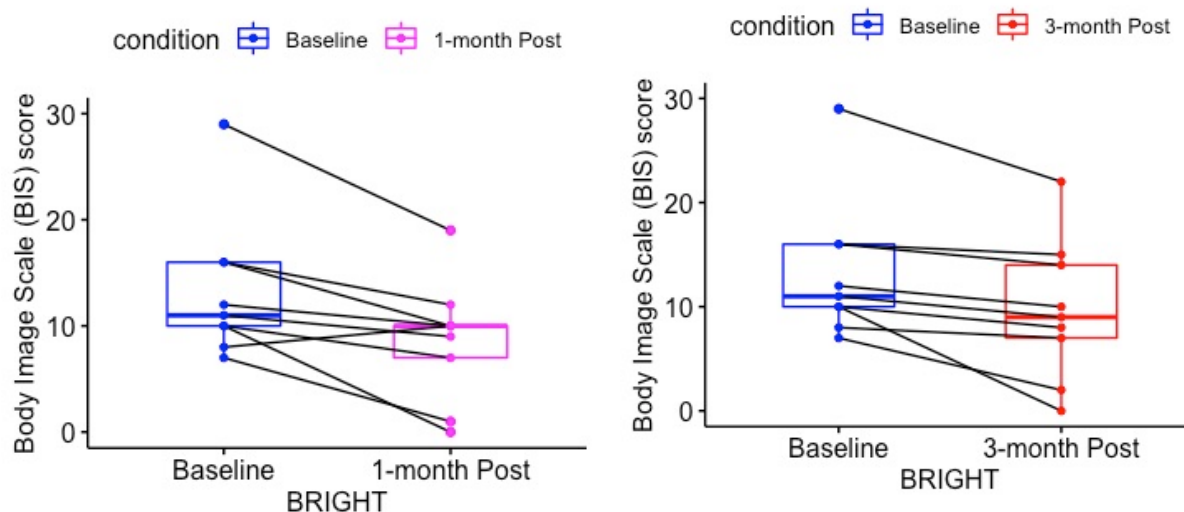 condition Baseline 1-month Post
Body Image Scale (BIS) score
30
20
10
0
Baseline 1-month Post
BRIGHT
condition Baseline 3-month Post
Body Image Scale (BIS) score
30
20
10
0
Baseline 3-month Post
BRIGHT